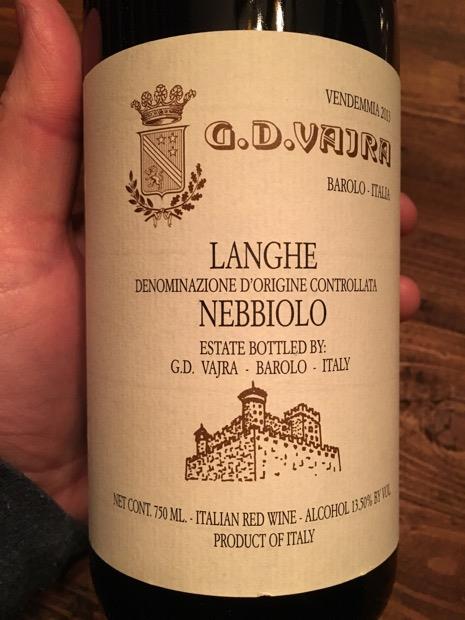 VENDEMMIA 2013
G.D.VAJRA
BAROLO - ITALIA
LANGHE
DENOMINAZIONE D'ORIGINE CONTROLLATA
NEBBIOLO
ESTATE BOTTLED BY:
G.D. VAJRA - BAROLO - ITALY
NET CONT. 750 ML. - ITALIAN RED WINE - ALCOHOL 13.50% BY VOL.
PRODUCT OF ITALY